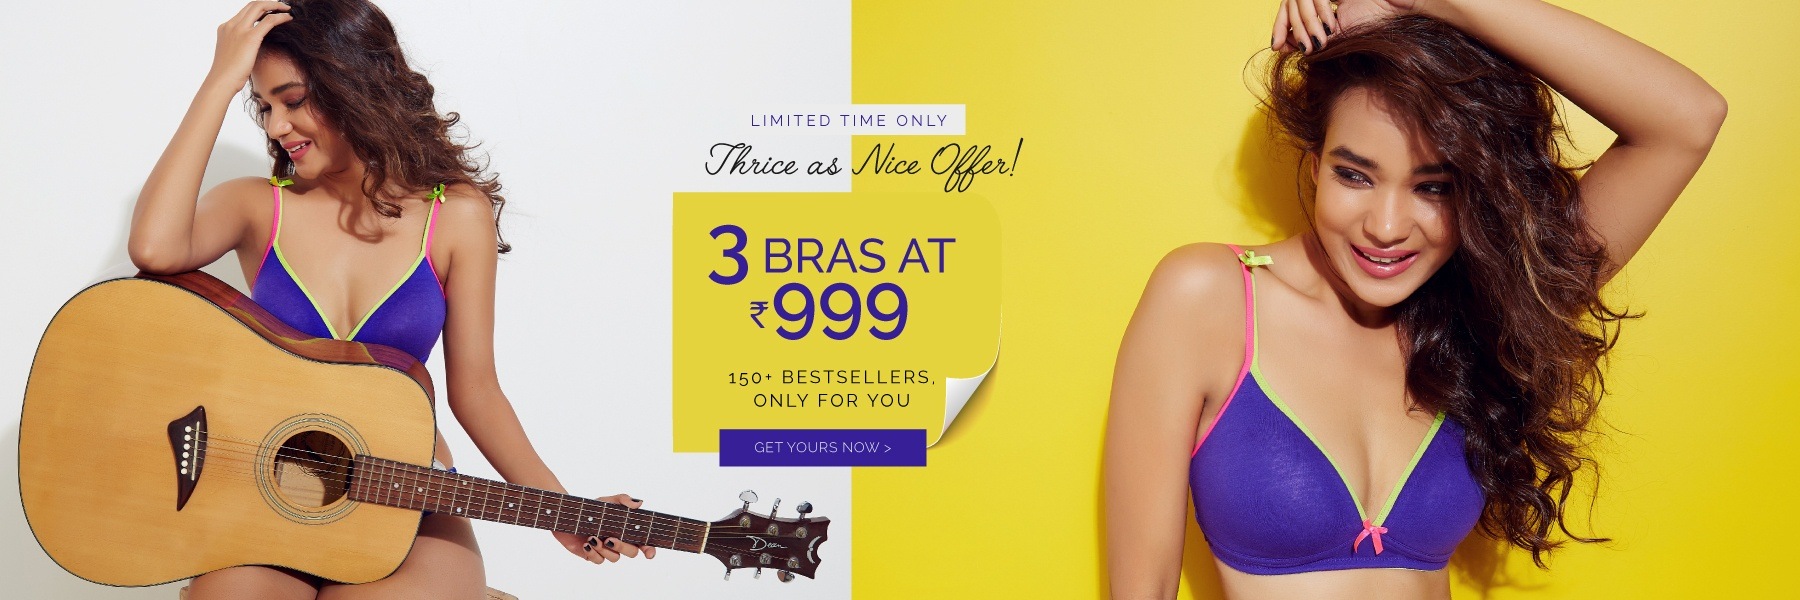 LIMITED TIME ONLY
Thrice as Nice Offer!
3 BRAS AT
₹999
150+ BESTSELLERS,
ONLY FOR YOU
GET YOURS NOW >
Dean